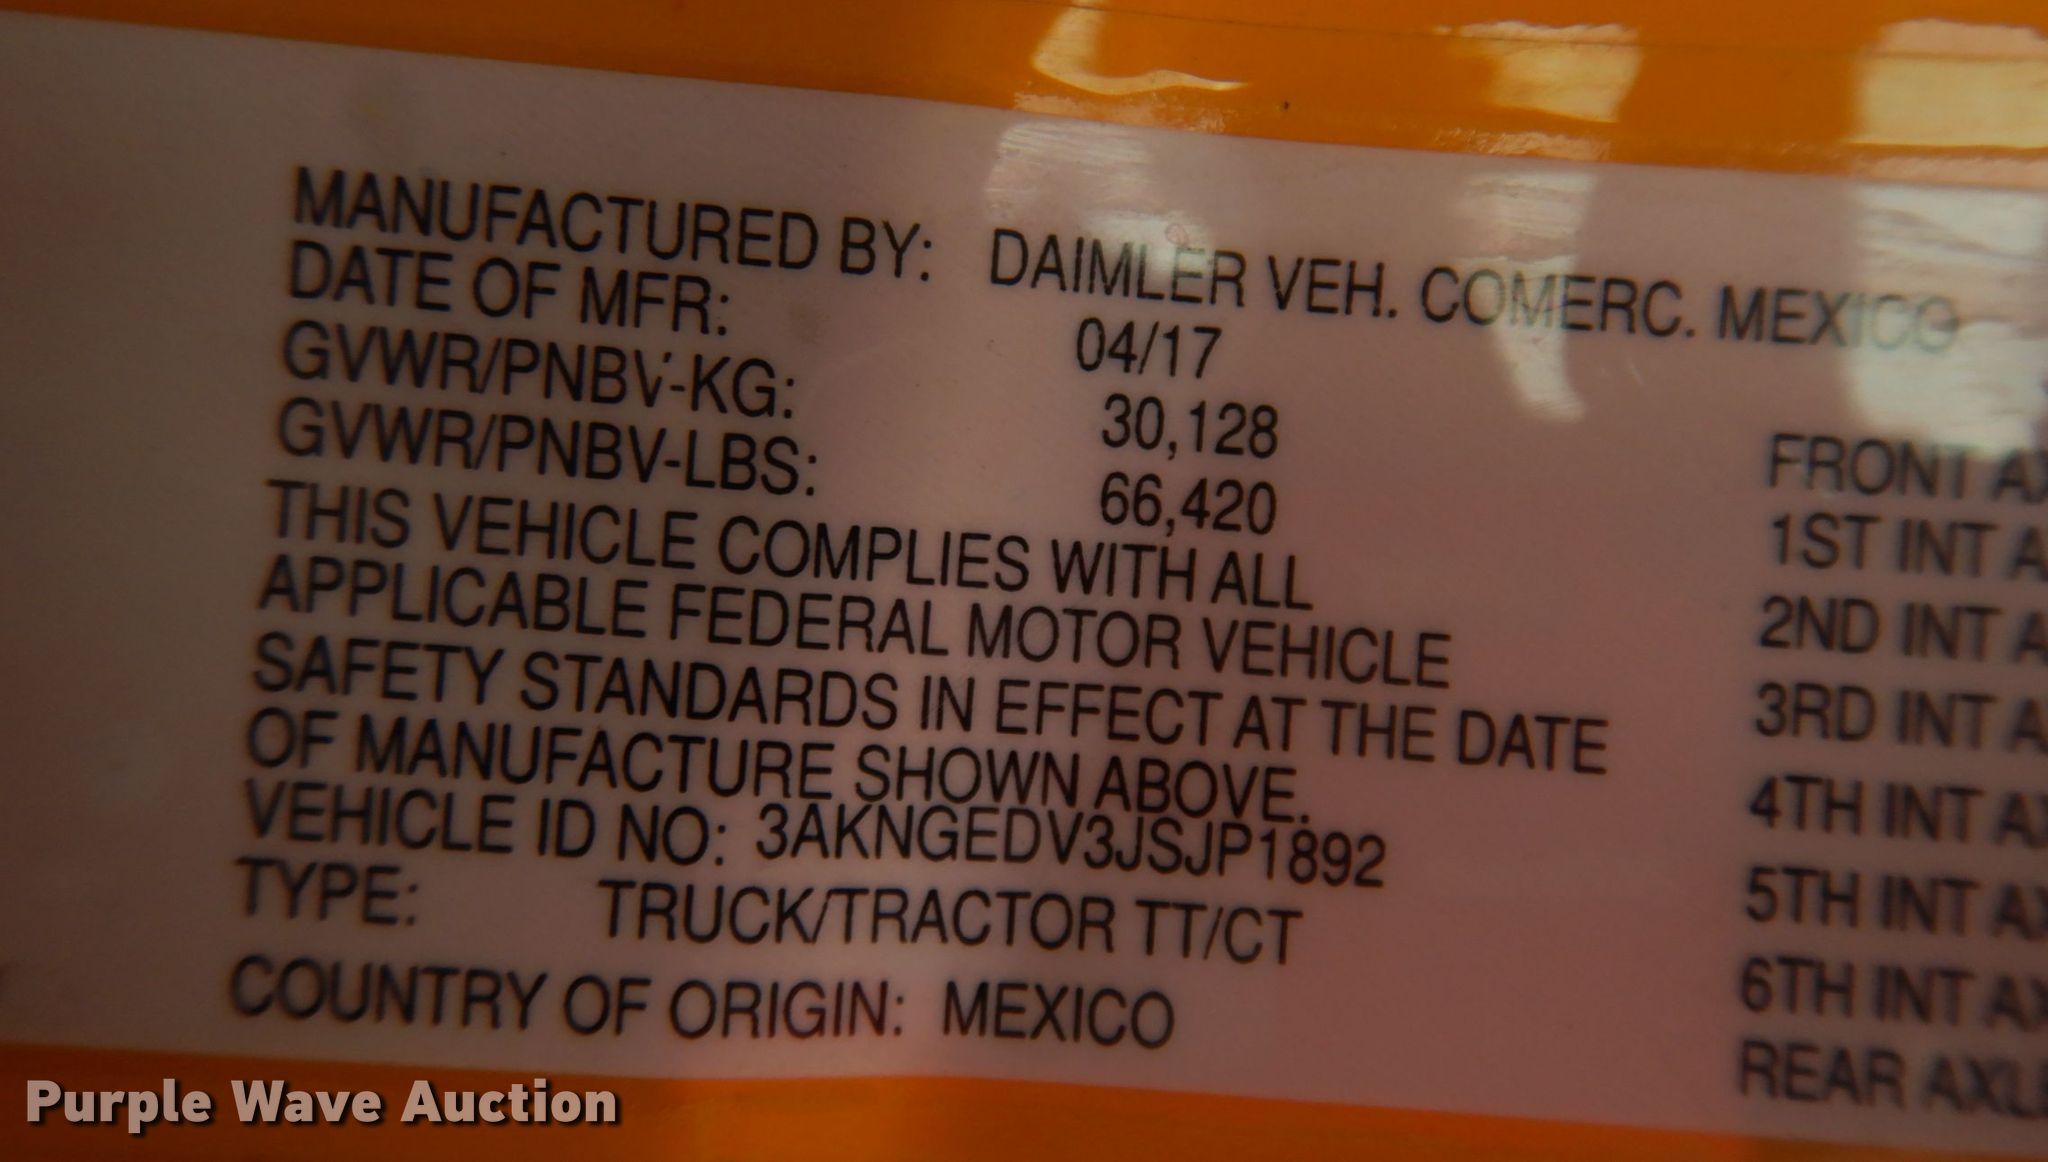 MANUFACTURED BY: DAIMLER VEH. COMERC. MEXICO
DATE OF MFR: 04/17
GVWR/PNBV-KG: 30,128
GVWR/PNBV-LBS: 66,420
THIS VEHICLE COMPLIES WITH ALL
APPLICABLE FEDERAL MOTOR VEHICLE
SAFETY STANDARDS IN EFFECT AT THE DATE
OF MANUFACTURE SHOWN ABOVE.
VEHICLE ID NO: 3AKNGEDV3JSJP1892
TYPE: TRUCK/TRACTOR TT/CT
COUNTRY OF ORIGIN: MEXICO
FRONT
1ST INT
2ND INT
3RD INT
4TH INT
5TH INT
6TH INT
REAR
Purple Wave Auction